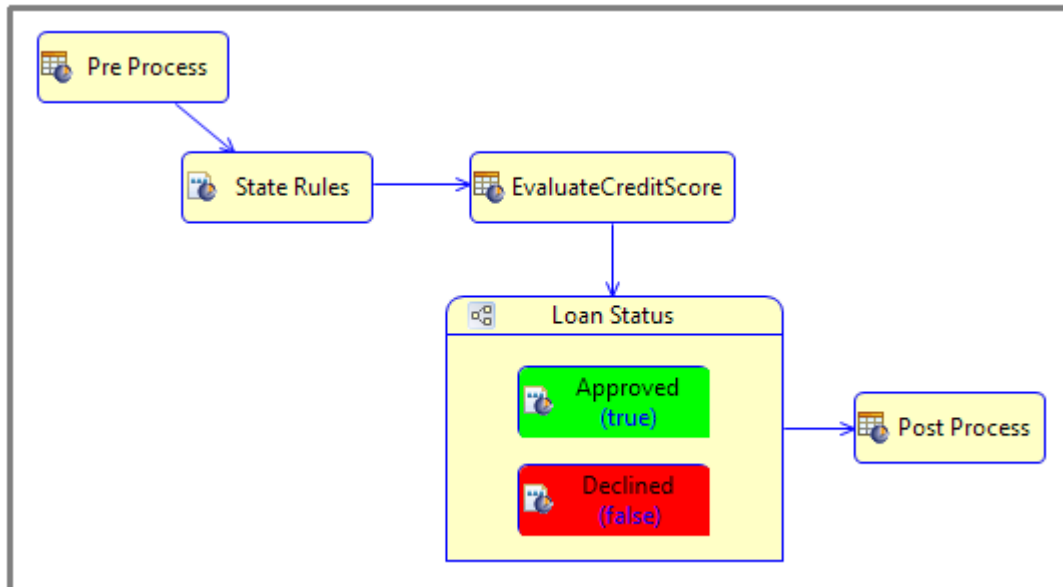 Pre Process
State Rules
EvaluateCreditScore
Loan Status
Approved
(true)
Declined
(false)
Post Process